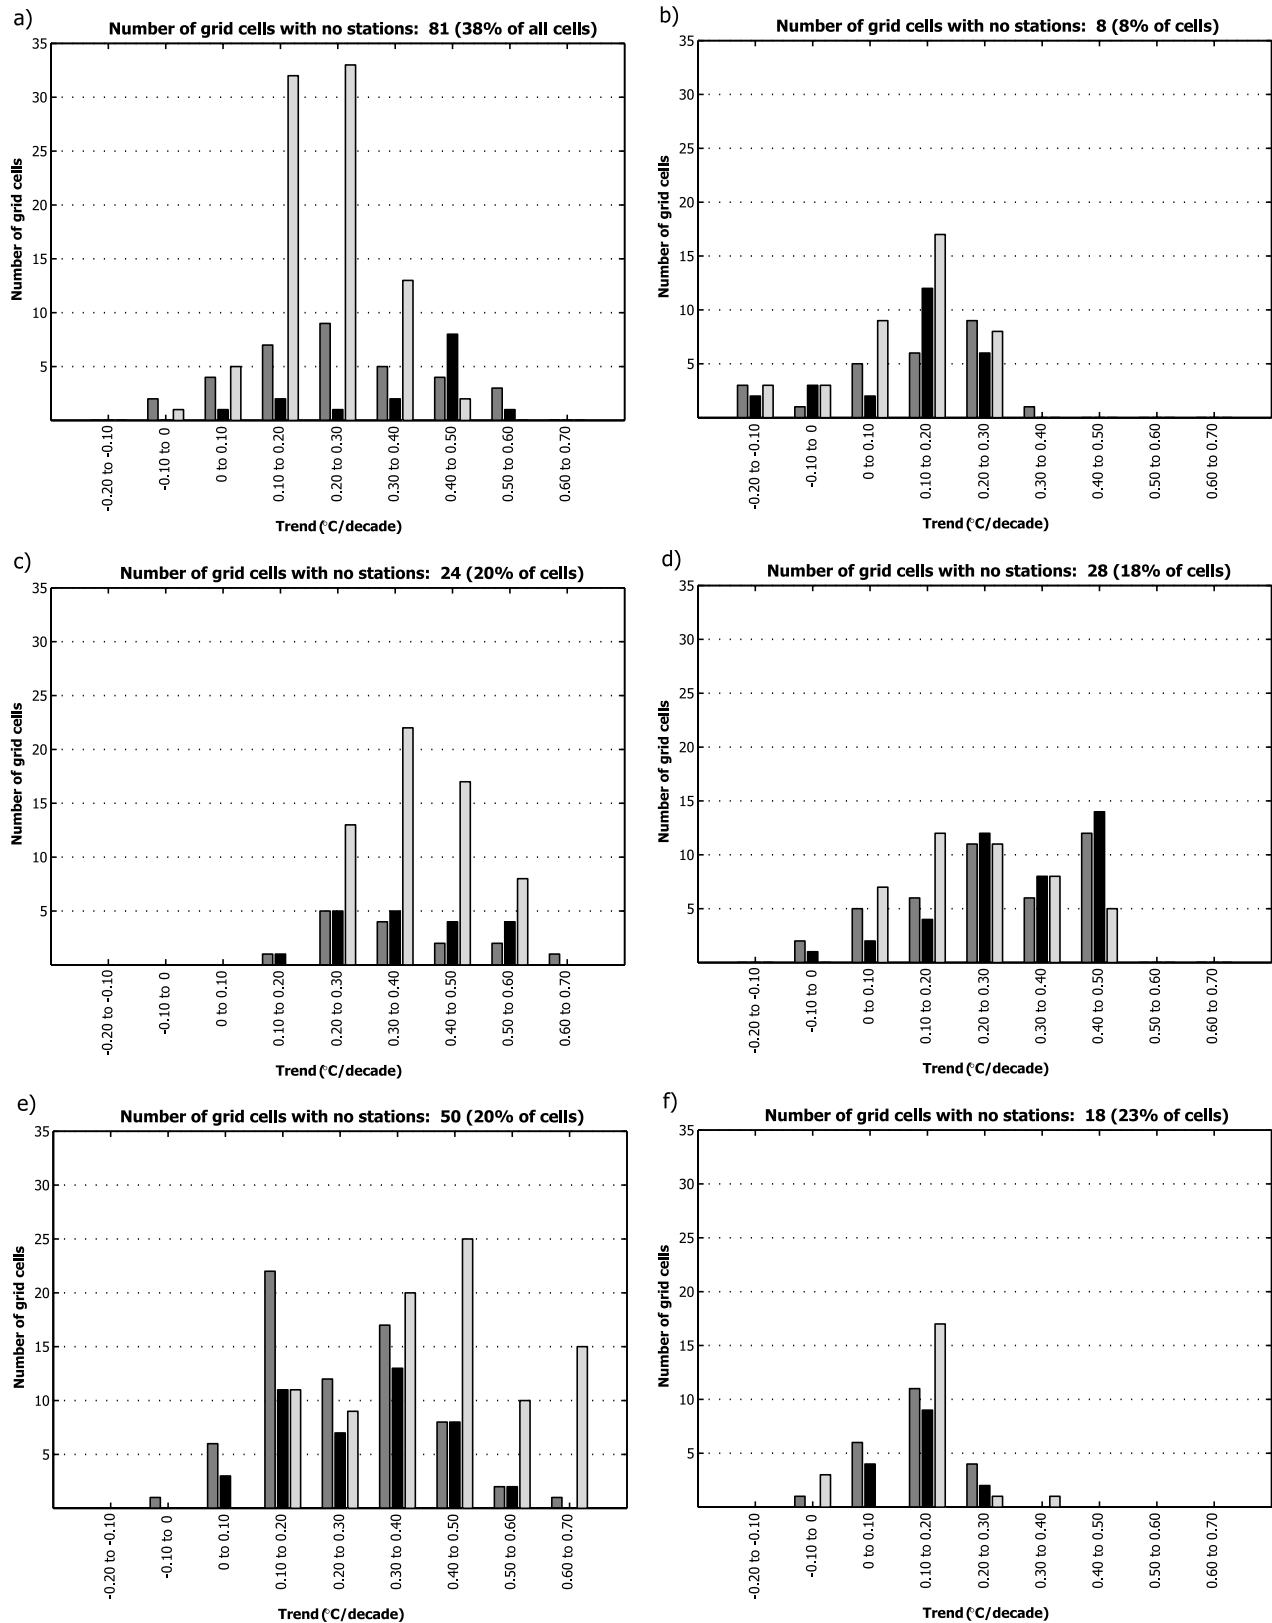 a)
Number of grid cells with no stations: 81 (38% of all cells)
35
30
25
20
15
10
5
Number of grid cells
-0.20 to -0.10
-0.10 to 0
0 to 0.10
0.10 to 0.20
0.20 to 0.30
0.30 to 0.40
0.40 to 0.50
0.50 to 0.60
0.60 to 0.70
Trend (°C/decade)
b)
Number of grid cells with no stations: 8 (8% of cells)
35
30
25
20
15
10
5
Number of grid cells
-0.20 to -0.10
-0.10 to 0
0 to 0.10
0.10 to 0.20
0.20 to 0.30
0.30 to 0.40
0.40 to 0.50
0.50 to 0.60
0.60 to 0.70
Trend (°C/decade)
c)
Number of grid cells with no stations: 24 (20% of cells)
35
30
25
20
15
10
5
Number of grid cells
-0.20 to -0.10
-0.10 to 0
0 to 0.10
0.10 to 0.20
0.20 to 0.30
0.30 to 0.40
0.40 to 0.50
0.50 to 0.60
0.60 to 0.70
Trend (°C/decade)
d)
Number of grid cells with no stations: 28 (18% of cells)
35
30
25
20
15
10
5
Number of grid cells
-0.20 to -0.10
-0.10 to 0
0 to 0.10
0.10 to 0.20
0.20 to 0.30
0.30 to 0.40
0.40 to 0.50
0.50 to 0.60
0.60 to 0.70
Trend (°C/decade)
e)
Number of grid cells with no stations: 50 (20% of cells)
35
30
25
20
15
10
5
Number of grid cells
-0.20 to -0.10
-0.10 to 0
0 to 0.10
0.10 to 0.20
0.20 to 0.30
0.30 to 0.40
0.40 to 0.50
0.50 to 0.60
0.60 to 0.70
Trend (°C/decade)
f)
Number of grid cells with no stations: 18 (23% of cells)
35
30
25
20
15
10
5
Number of grid cells
-0.20 to -0.10
-0.10 to 0
0 to 0.10
0.10 to 0.20
0.20 to 0.30
0.30 to 0.40
0.40 to 0.50
0.50 to 0.60
0.60 to 0.70
Trend (°C/decade)